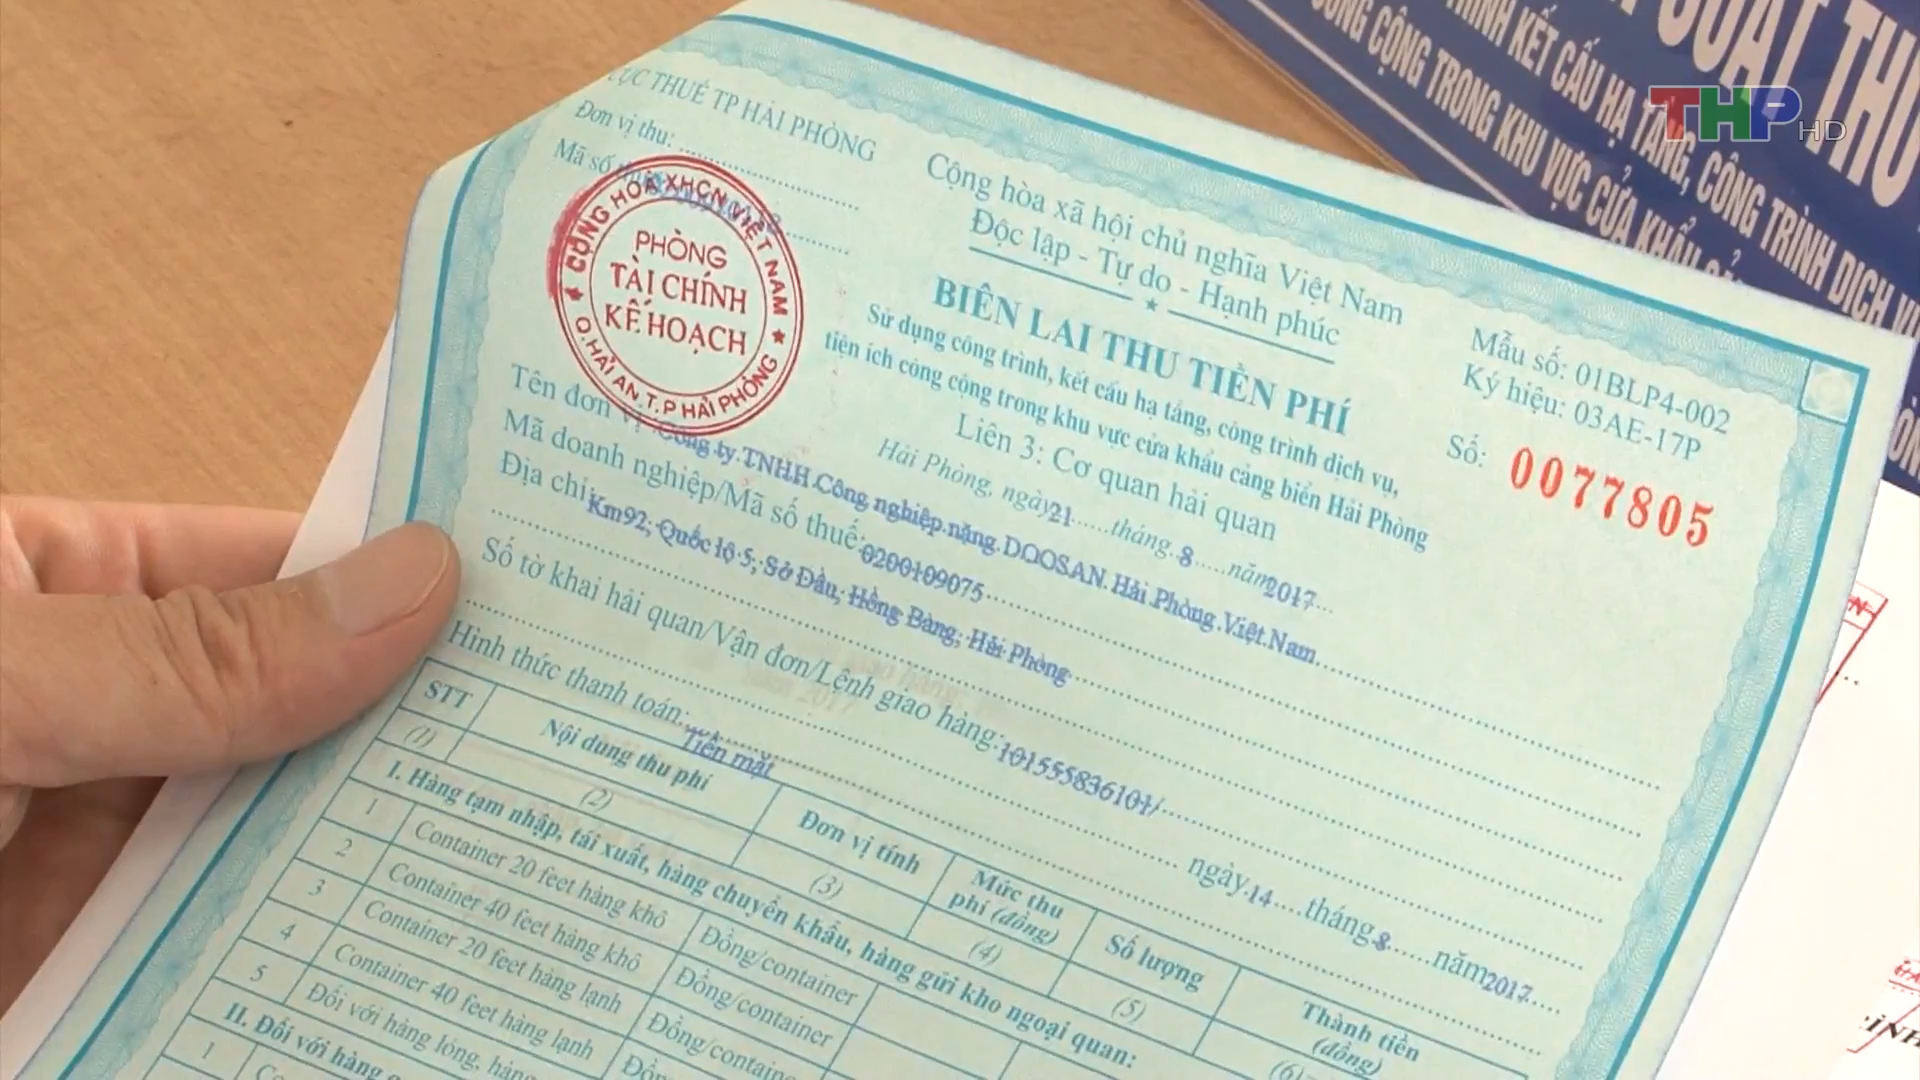 CỤC THUẾ TP HẢI PHÒNG
Đơn vị thu:
Mã số
CỘNG HÒA XHCN VIỆT NAM
PHÒNG
TÀI CHÍNH
KẾ HOẠCH
Q.HẢI AN T.P HẢI PHÒNG
Cộng hòa xã hội chủ nghĩa Việt Nam
Độc lập - Tự do - Hạnh phúc
BIÊN LAI THU TIỀN PHÍ
Sử dụng công trình, kết cấu hạ tầng, công trình dịch vụ,
tiện ích công cộng trong khu vực cửa khẩu cảng biển Hải Phòng
Liên 3: Cơ quan hải quan
Hải Phòng, ngày 21 tháng 8 năm 2017
Mẫu số: 01BLP4-002
Ký hiệu: 03AE-17P
Số: 0077805
Tên đơn vị: Công ty TNHH Công nghiệp nặng DOOSAN Hải Phòng Việt Nam
Mã doanh nghiệp/Mã số thuế: 0200109075
Địa chỉ: Km92, Quốc lộ 5, Sở Dầu, Hồng Bàng, Hải Phòng
Số tờ khai hải quan/Vận đơn/Lệnh giao hàng: 101555836101/
ngày 14 tháng 8 năm 2017
Hình thức thanh toán: Tiền mặt
STT Nội dung thu phí Đơn vị tính Mức thu phí (đồng) Số lượng Thành tiền (đồng)
(1) (2) (3) (4) (5) (6)
I. Hàng tạm nhập, tái xuất, hàng chuyển khẩu, hàng gửi kho ngoại quan:
1 Container 20 feet hàng khô Đồng/container
2 Container 40 feet hàng khô Đồng/container
3 Container 20 feet hàng lạnh Đồng/container
4 Container 40 feet hàng lạnh
5 Đối với hàng lỏng, hàng
II. Đối với hàng
1
THP HD
SOÁT THU
TRÌNH KẾT CẤU HẠ TẦNG, CÔNG TRÌNH DỊCH VỤ
CÔNG CỘNG TRONG KHU VỰC CỬA KHẨU CẢ